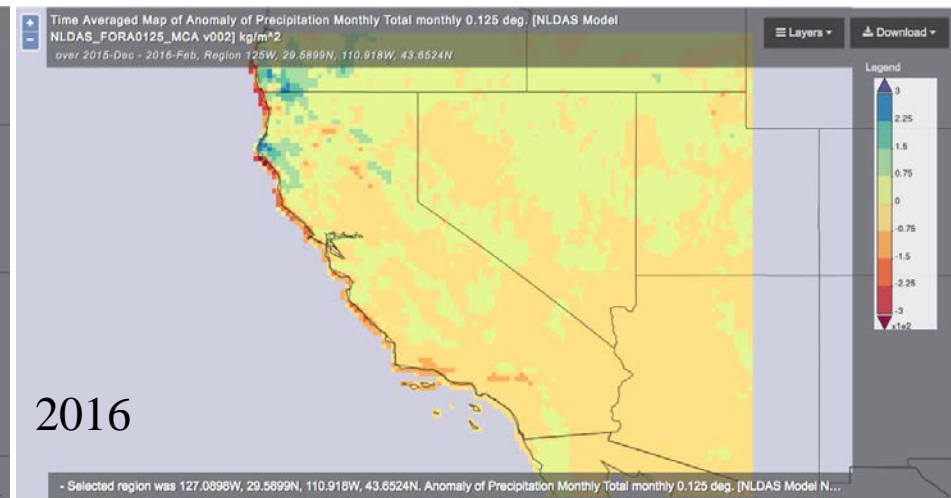 +
Time Averaged Map of Anomaly of Precipitation Monthly Total monthly 0.125 deg. [NLDAS Model
NLDAS_FORA0125_MCA v002] kg/m^2
-
over 2015-Dec - 2016-Feb, Region 125W, 29.5899N, 110.918W, 43.6524N
Layers
Download
Legend
3
2.25
1.5
0.75
0
-0.75
-1.5
-2.25
-3
x1e2
2016
- Selected region was 127.0898W, 29.5899N, 110.918W, 43.6524N. Anomaly of Precipitation Monthly Total monthly 0.125 deg. [NLDAS Model N...